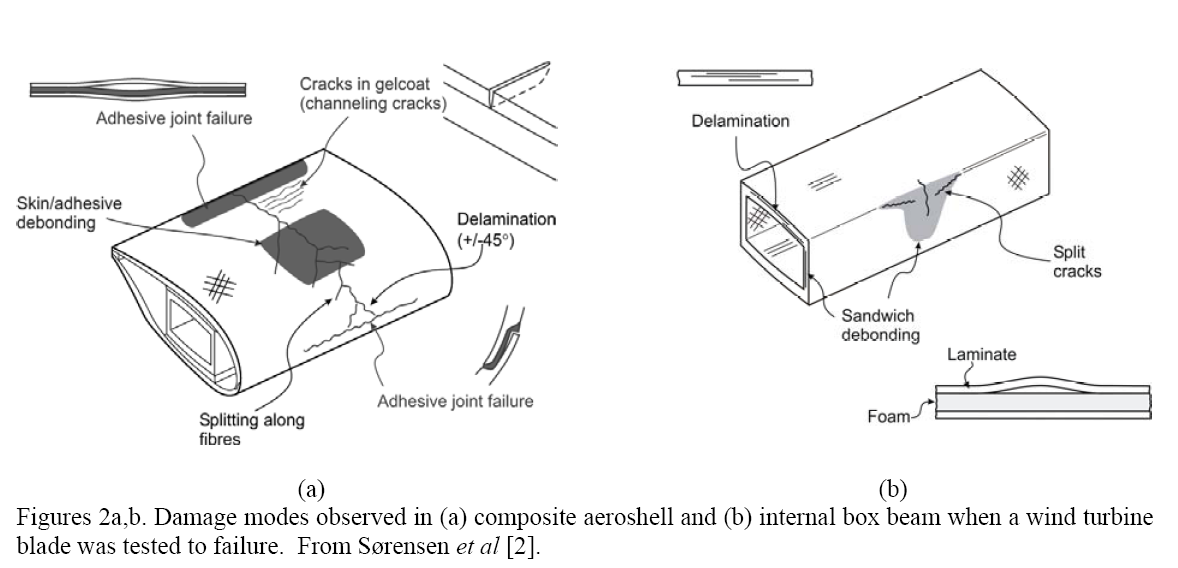 Cracks in gelcoat
(channeling cracks)
Adhesive joint failure
Skin/adhesive
debonding
Delamination
(+/-45°)
Splitting along
fibres
Adhesive joint failure
Delamination
Split
cracks
Sandwich
debonding
Laminate
Foam
(a)
(b)
Figures 2a,b. Damage modes observed in (a) composite aeroshell and (b) internal box beam when a wind turbine
blade was tested to failure. From Sørensen et al [2].